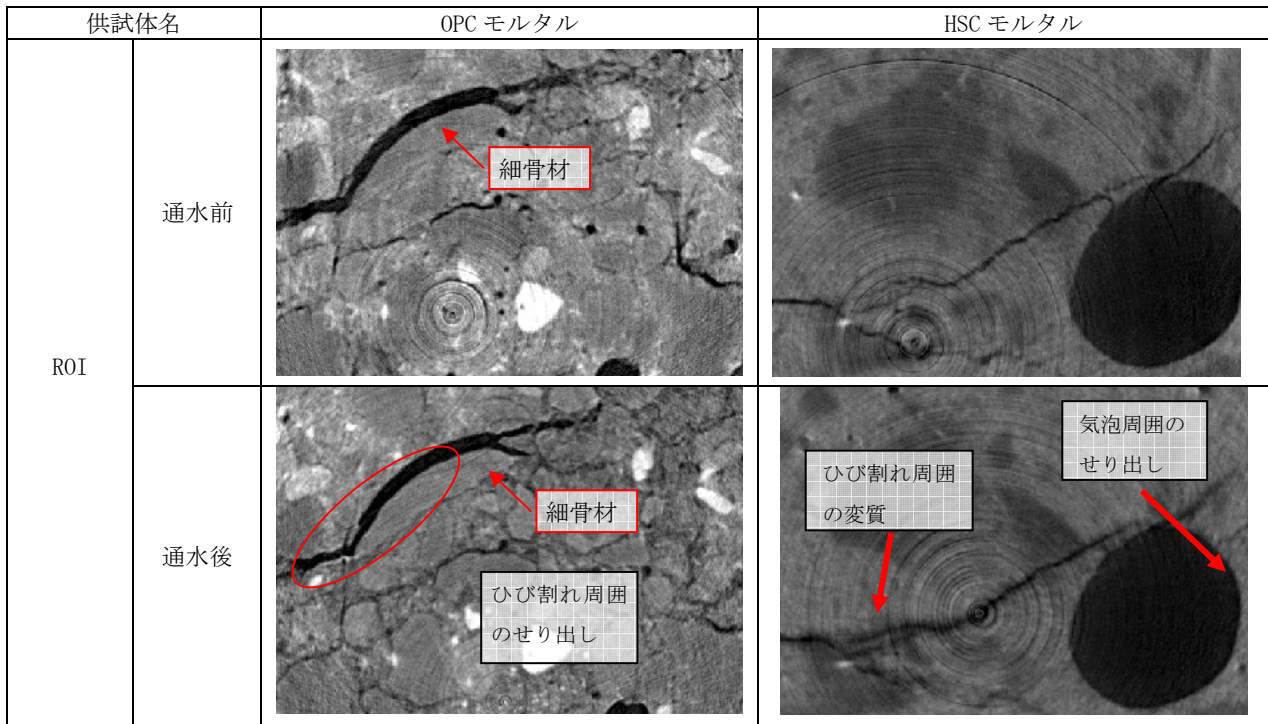 供試体名
OPC モルタル
HSC モルタル
ROI
通水前
細骨材
通水後
細骨材
ひび割れ周囲
のせり出し
ひび割れ周囲
の変質
気泡周囲の
せり出し